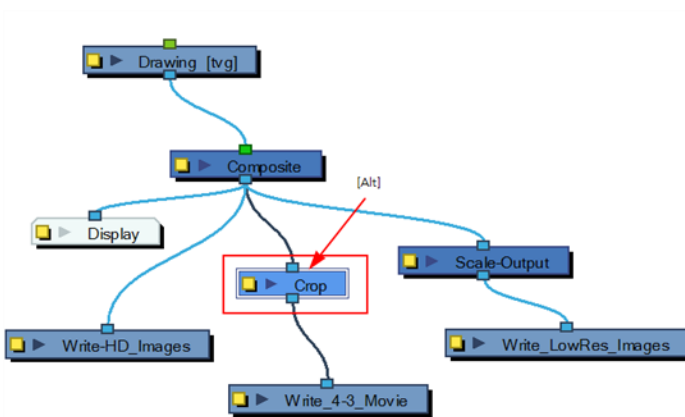 Drawing [tvg]
Composite
[Alt]
Display
Scale-Output
Crop
Write-HD_Images
Write_LowRes_Images
Write_4-3_Movie